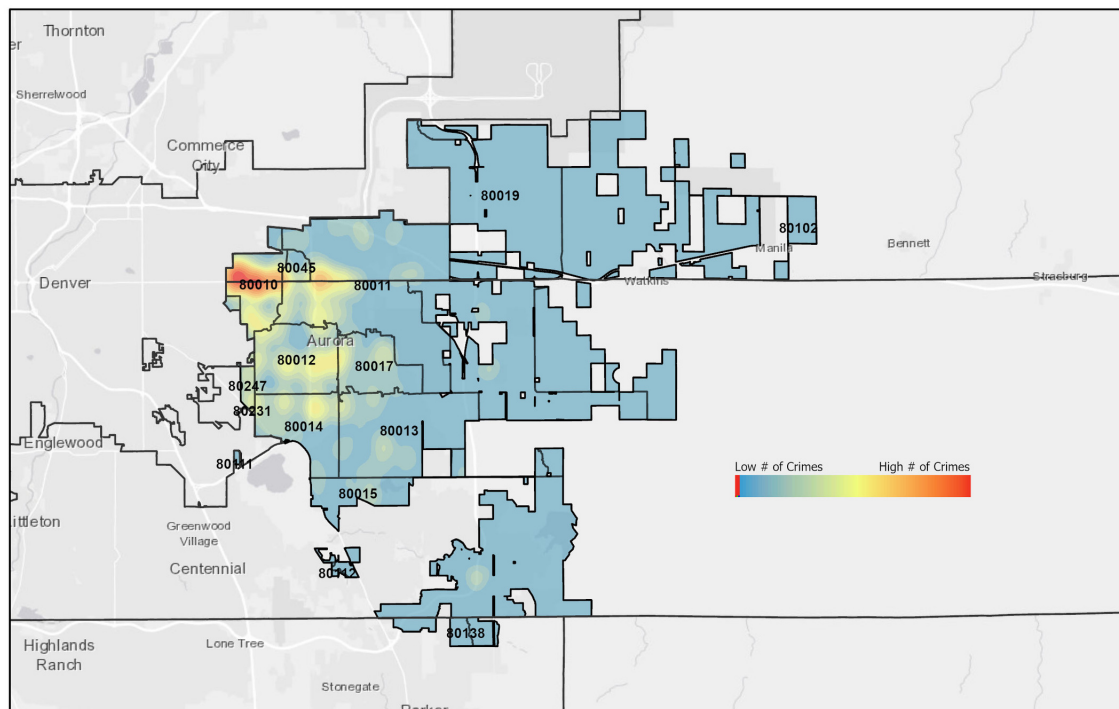 Thornton
er
Sherrelwood
Commerce
City
80019
80102
Manila
Bennett
80045
Watkins
Strasburg
Denver
80010
80011
Aurora
80012
80017
80247
80231
80014
80013
Englewood
80111
Low # of Crimes
High # of Crimes
80015
Littleton
Greenwood
Village
Centennial
80112
80138
Highlands
Ranch
Lone Tree
Stonegate
Parker